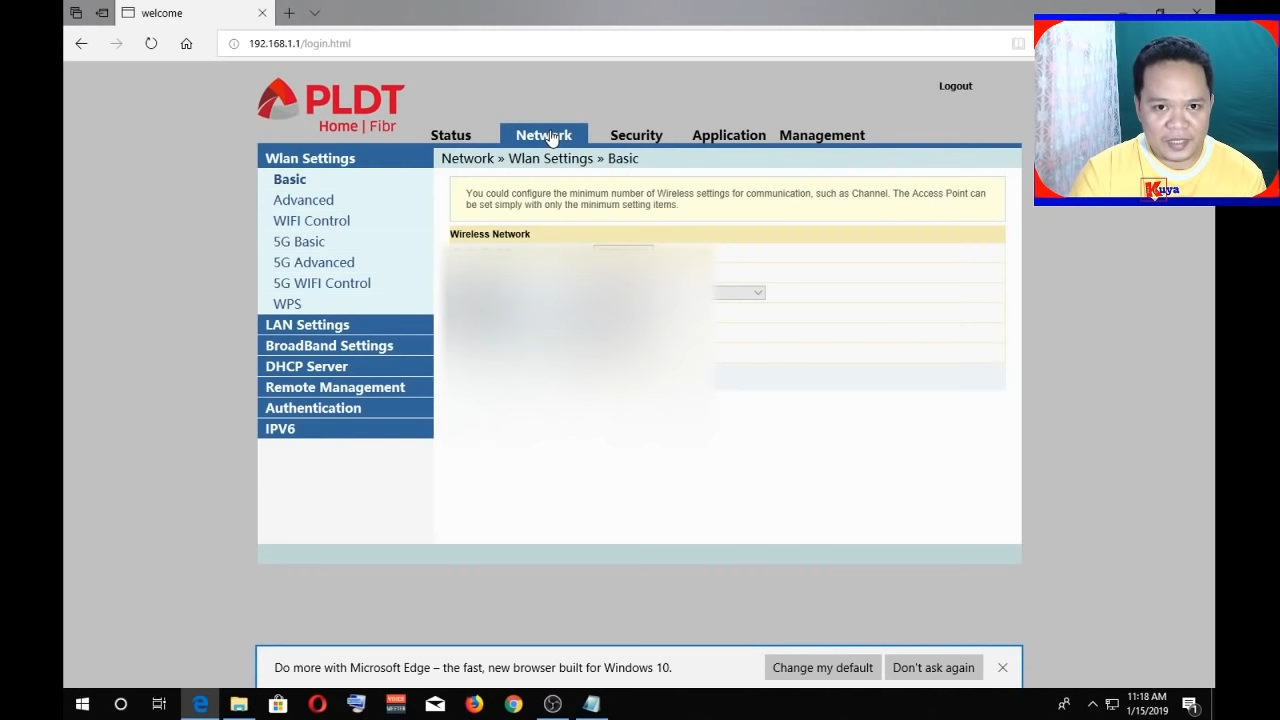 welcome
192.168.1.1/login.html
Logout
PLDT
Home | Fibr
Status
Network
Security
Application
Management
Wlan Settings
Network » Wlan Settings » Basic
Basic
Advanced
WIFI Control
5G Basic
5G Advanced
5G WIFI Control
WPS
LAN Settings
BroadBand Settings
DHCP Server
Remote Management
Authentication
IPV6
You could configure the minimum number of Wireless settings for communication, such as Channel. The Access Point can
be set simply with only the minimum setting items.
Wireless Network
Kuya
Do more with Microsoft Edge – the fast, new browser built for Windows 10.
Change my default
Don't ask again
11:18 AM
1/15/2019